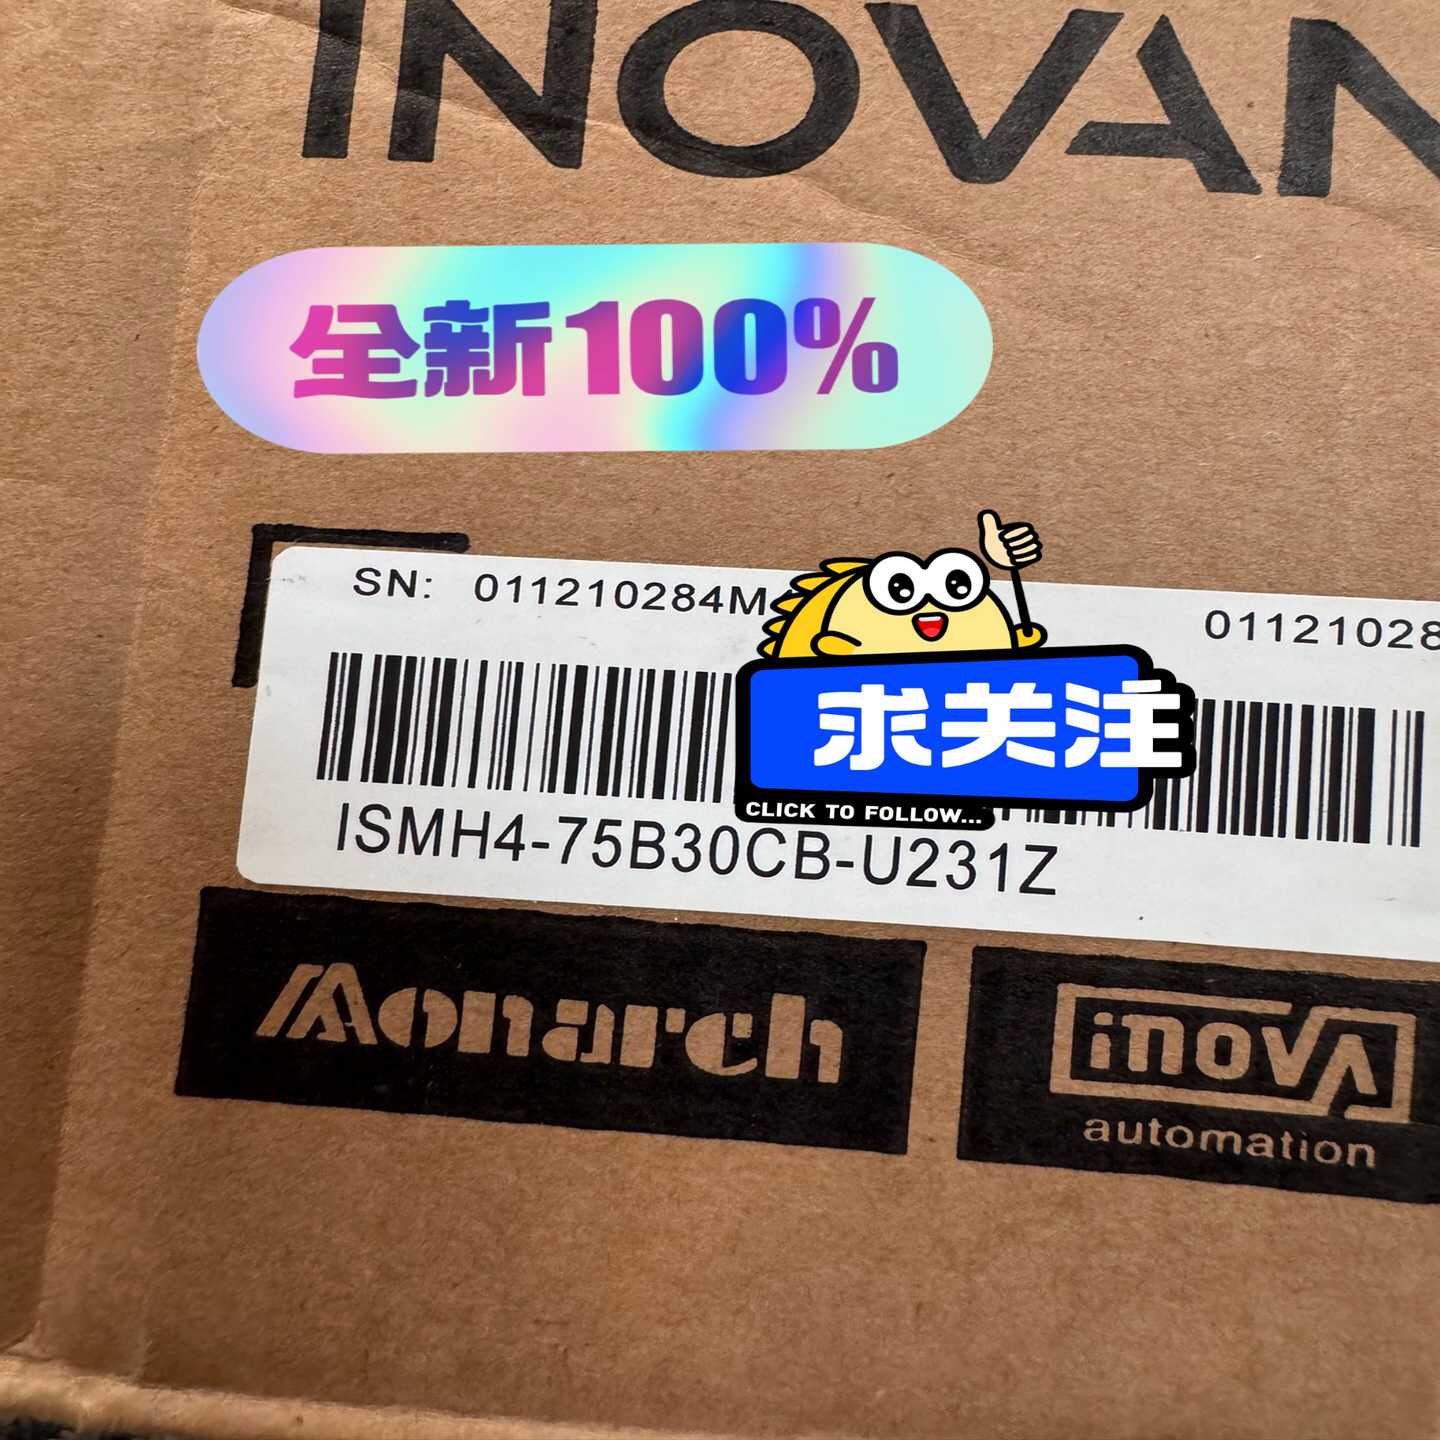 INOVAN
全新100%
SN: 011210284M
01121028
求关注
CLICK TO FOLLOW...
ISMH4-75B30CB-U231Z
Monarch
inovA
automation